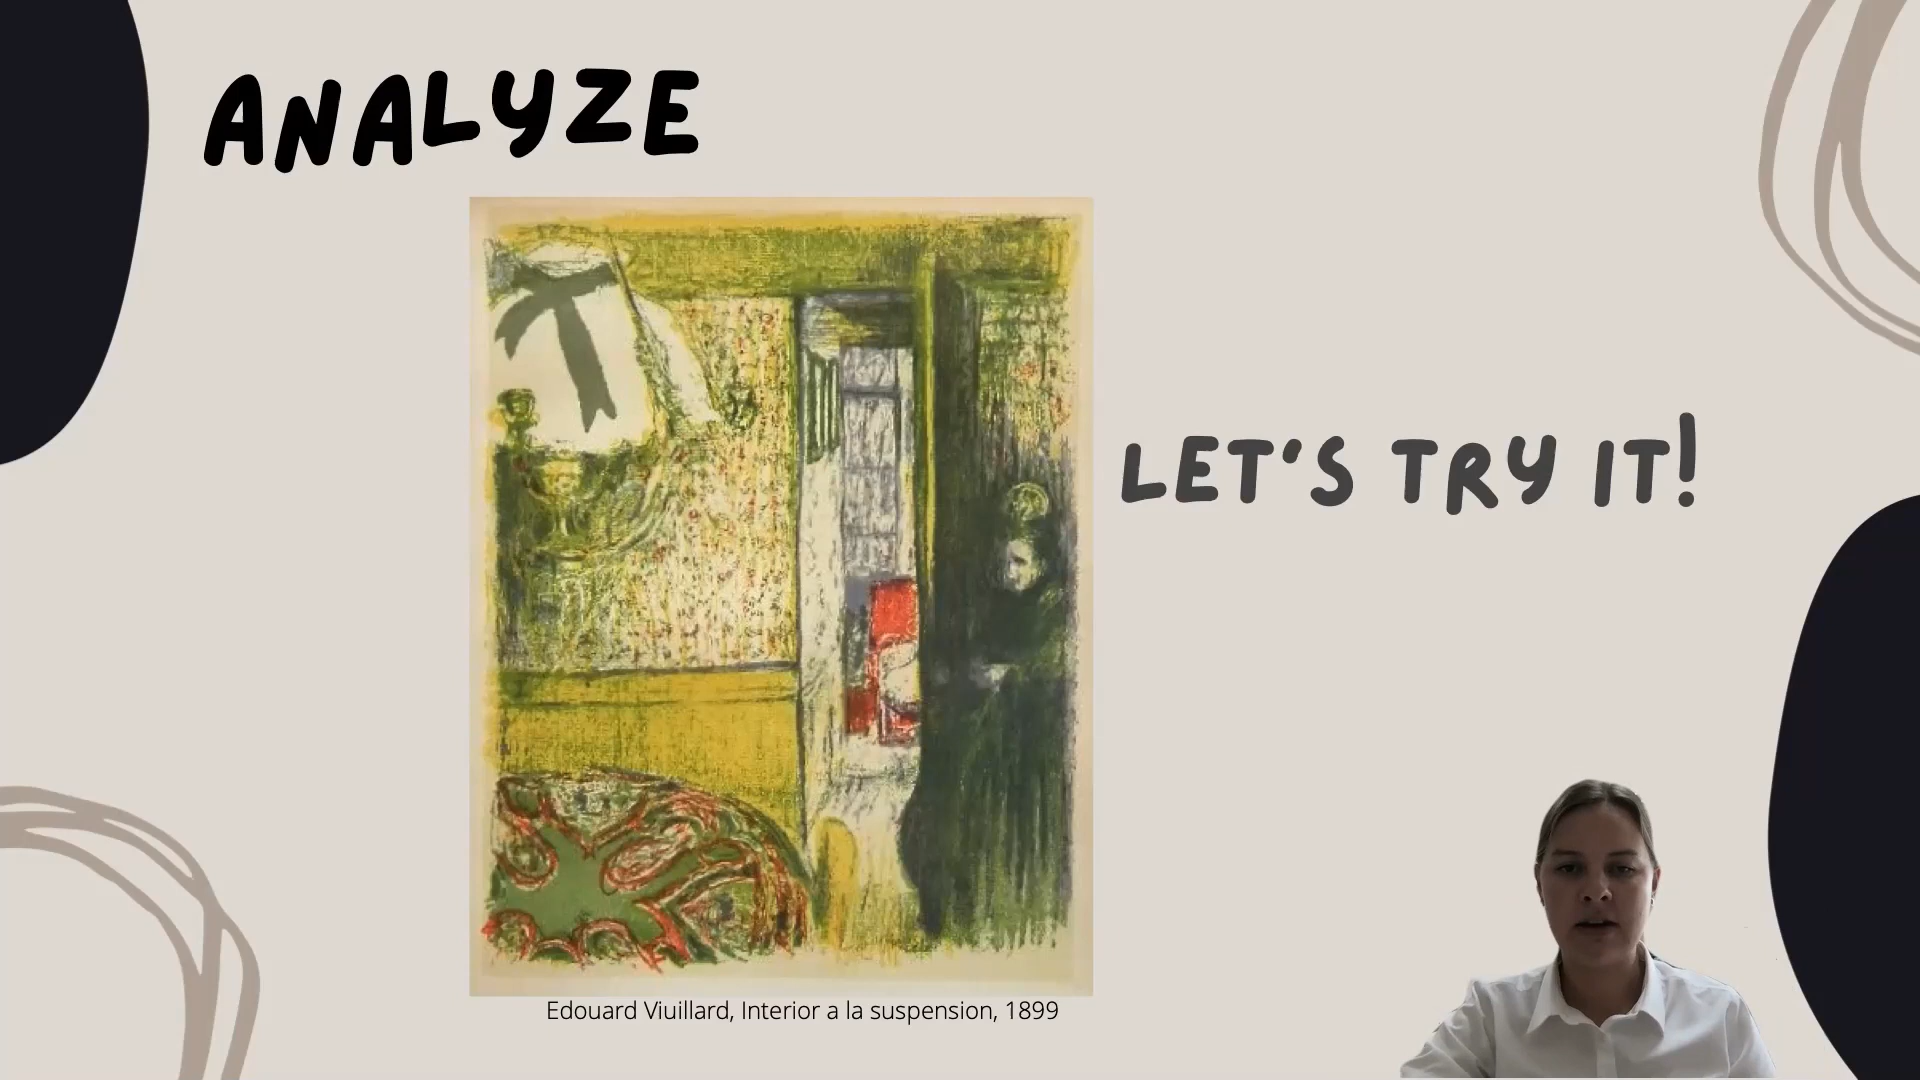 ANALYZE
LET'S TRY IT!
Edouard Viuillard, Interior a la suspension, 1899